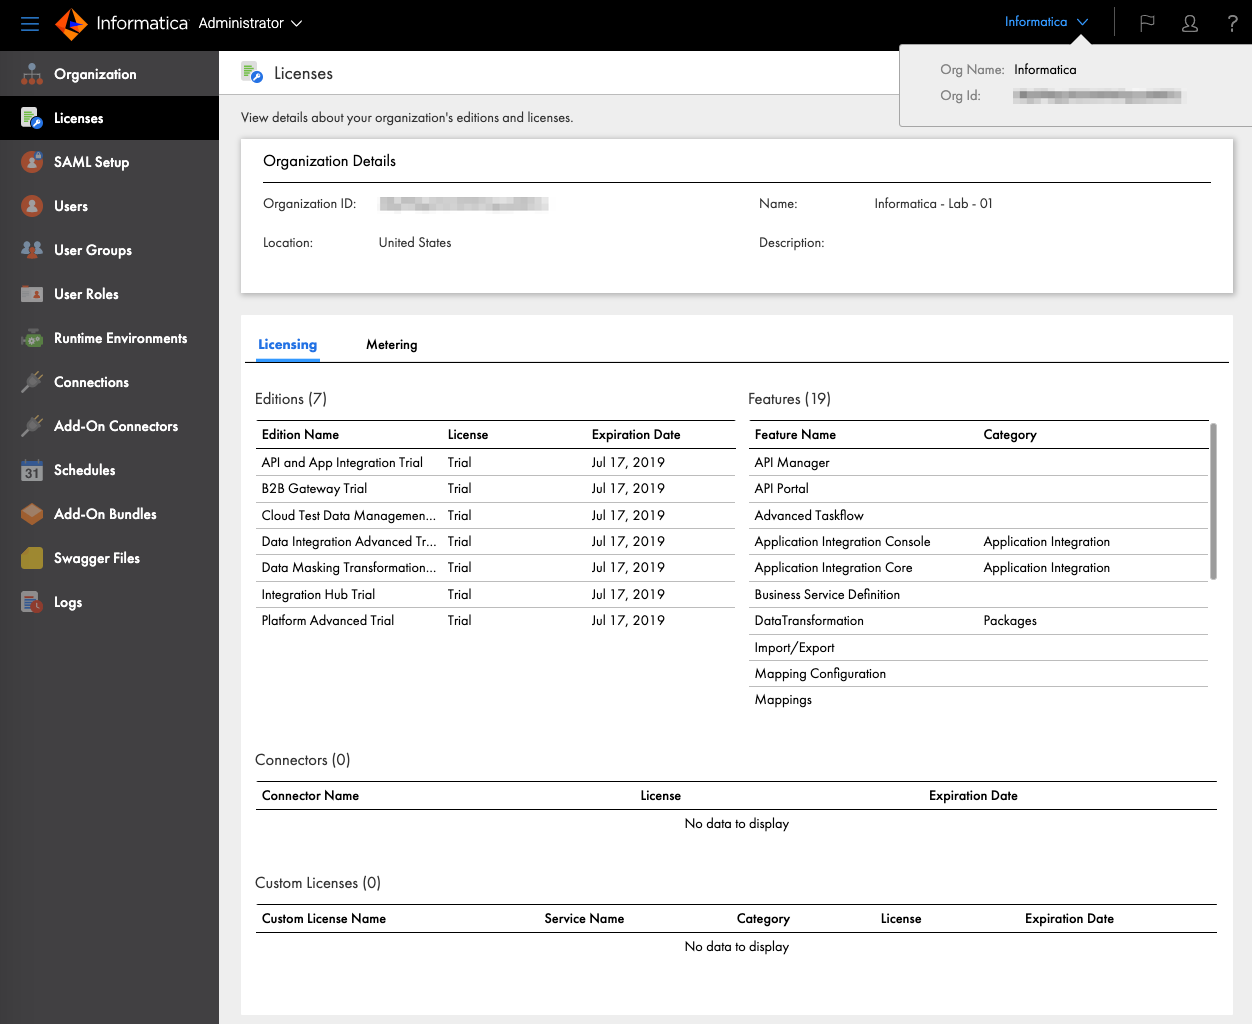 Informatica Administrator
Informatica
?
Org Name: Informatica
Org Id:
Organization
Licenses
SAML Setup
Users
User Groups
User Roles
Runtime Environments
Connections
Add-On Connectors
31 Schedules
Add-On Bundles
Swagger Files
Logs
Licenses
View details about your organization's editions and licenses.
Organization Details
Organization ID:
Name: Informatica - Lab - 01
Location: United States
Description:
Licensing Metering
Editions (7)
Edition Name License Expiration Date
API and App Integration Trial Trial Jul 17, 2019
B2B Gateway Trial Trial Jul 17, 2019
Cloud Test Data Managemen... Trial Jul 17, 2019
Data Integration Advanced Tr... Trial Jul 17, 2019
Data Masking Transformation... Trial Jul 17, 2019
Integration Hub Trial Trial Jul 17, 2019
Platform Advanced Trial Trial Jul 17, 2019
Features (19)
Feature Name Category
API Manager
API Portal
Advanced Taskflow
Application Integration Console Application Integration
Application Integration Core Application Integration
Business Service Definition
DataTransformation Packages
Import/Export
Mapping Configuration
Mappings
Connectors (0)
Connector Name License Expiration Date
No data to display
Custom Licenses (0)
Custom License Name Service Name Category License Expiration Date
No data to display